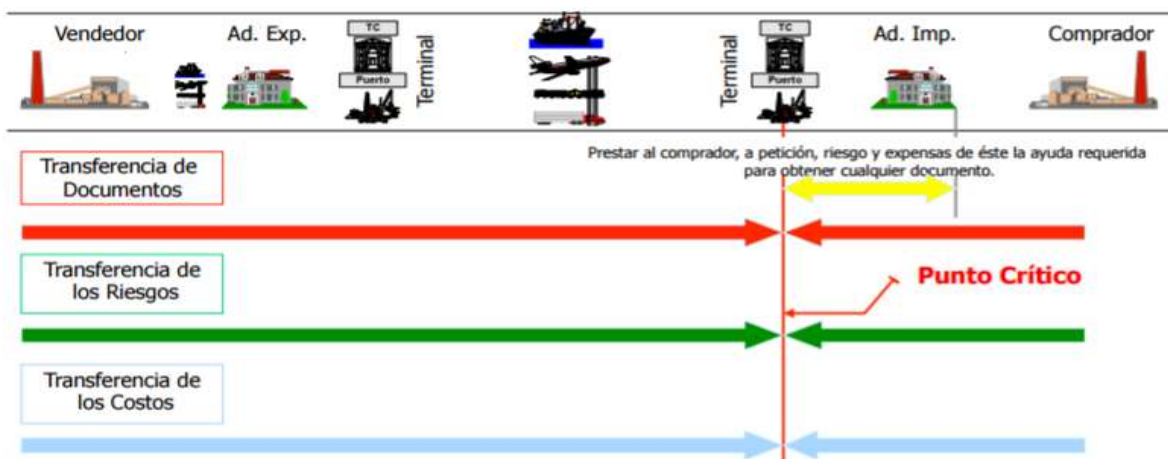 Vendedor
Ad. Exp.
TC
Puerto
Terminal
Terminal
TC
Puerto
Ad. Imp.
Comprador
Transferencia de
Documentos
Prestar al comprador, a petición, riesgo y expensas de éste la ayuda requerida
para obtener cualquier documento.
Transferencia de
los Riesgos
Punto Crítico
Transferencia de
los Costos